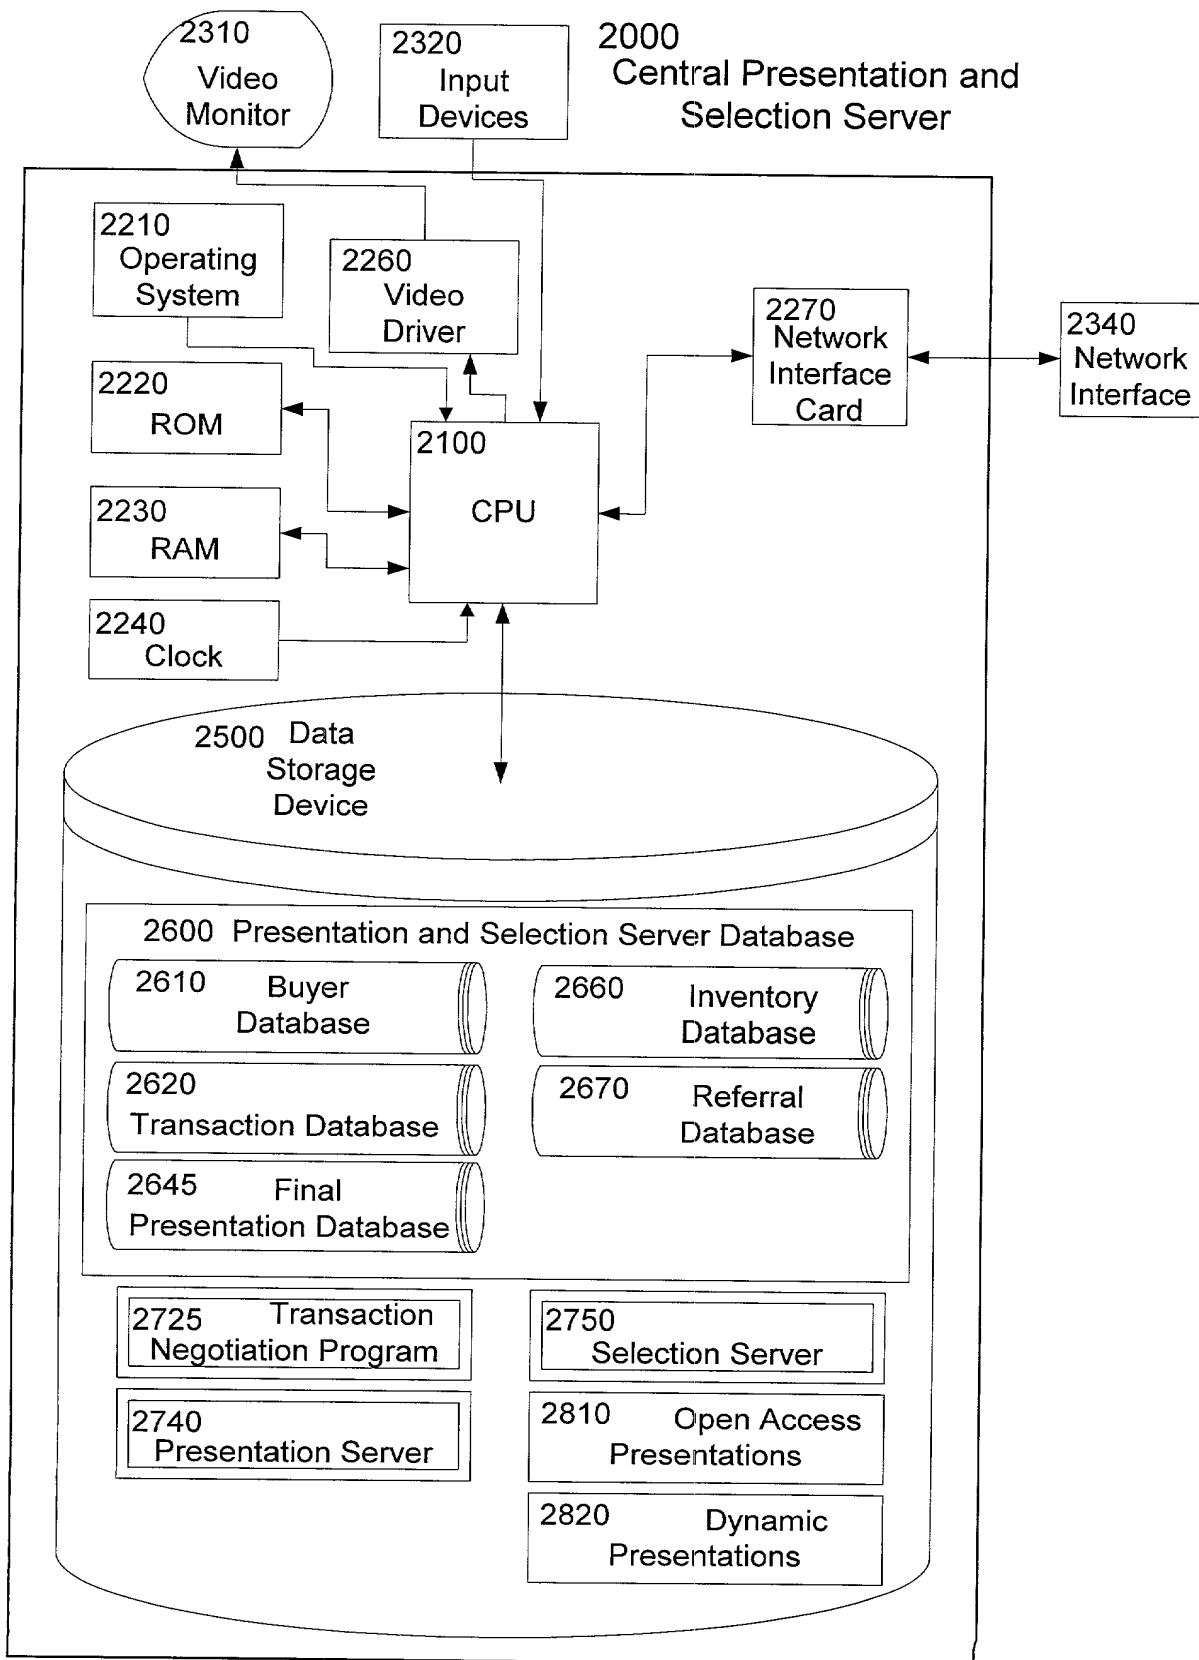 2310
Video
Monitor
2320
Input
Devices
2000
Central Presentation and
Selection Server
2210
Operating
System
2260
Video
Driver
2270
Network
Interface
Card
2340
Network
Interface
2220
ROM
2100
CPU
2230
RAM
2240
Clock
2500 Data
Storage
Device
2600 Presentation and Selection Server Database
2610 Buyer
Database
2660 Inventory
Database
2620
Transaction Database
2670 Referral
Database
2645 Final
Presentation Database
2725 Transaction
Negotiation Program
2750
Selection Server
2740
Presentation Server
2810 Open Access
Presentations
2820 Dynamic
Presentations